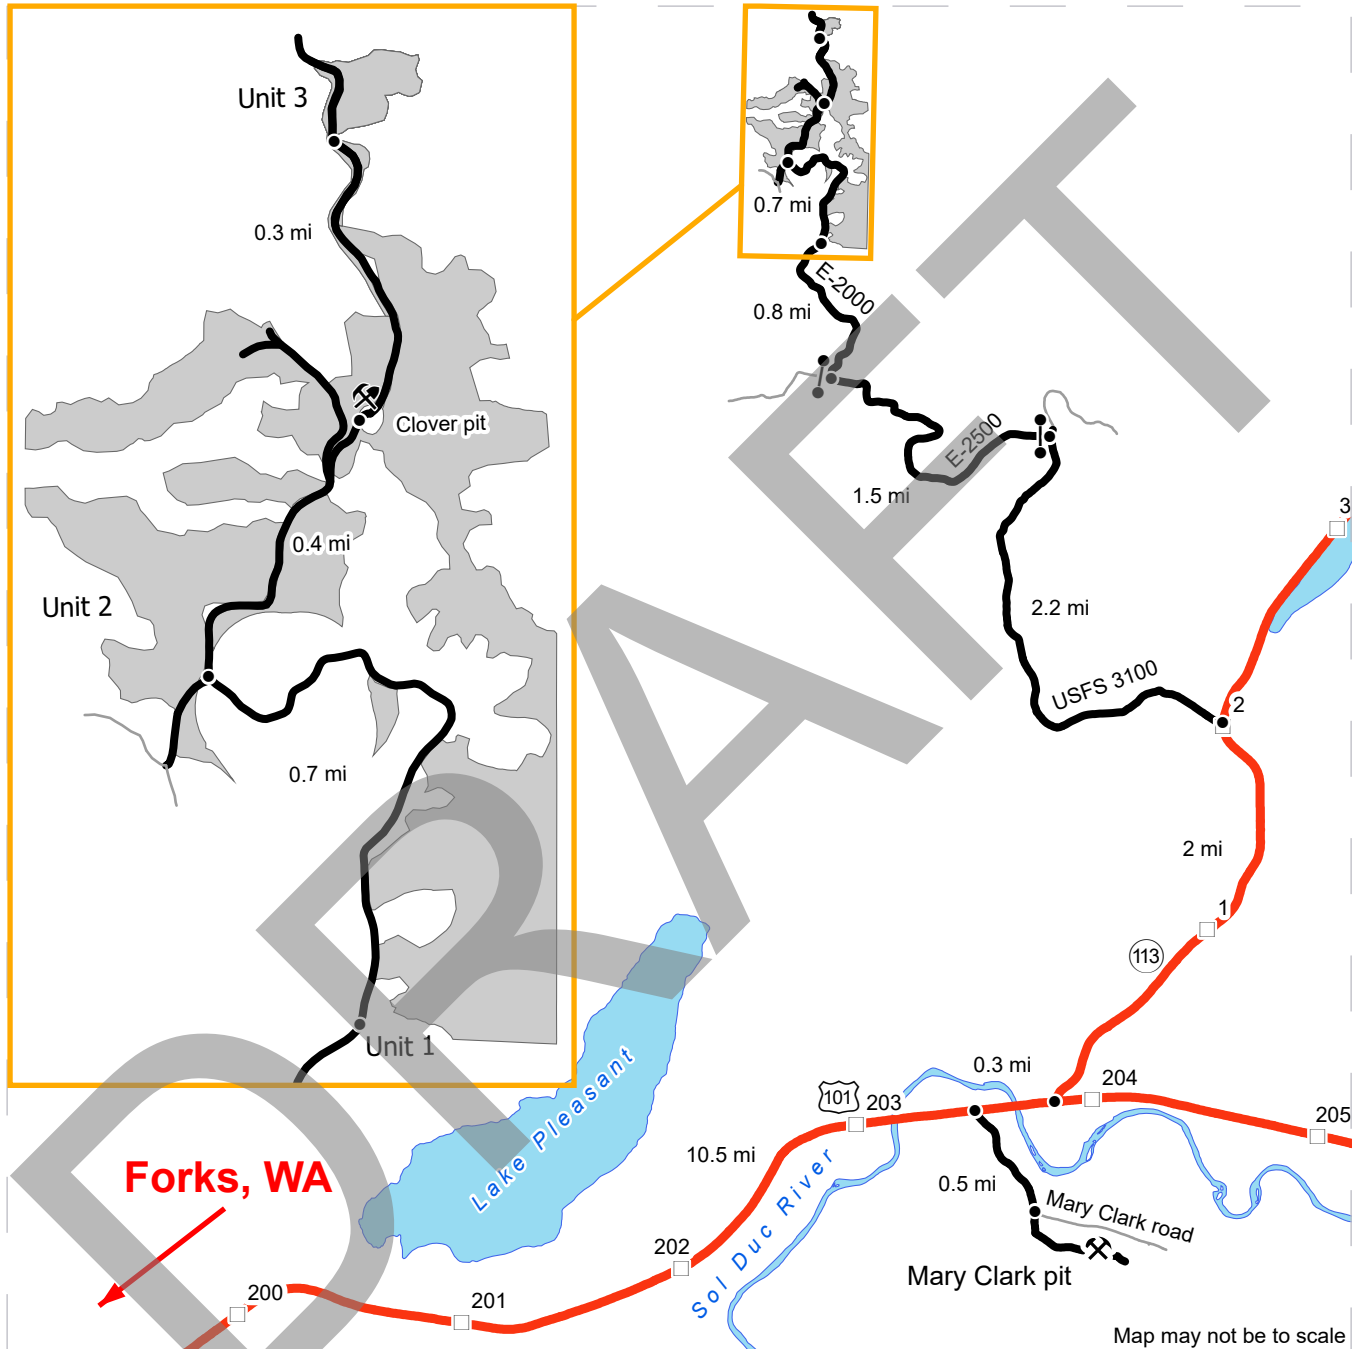 Unit 3
0.3 mi
Clover pit
0.4 mi
Unit 2
0.7 mi
Unit 1
0.7 mi
E-2000
0.8 mi
E-2500
1.5 mi
2.2 mi
USFS 3100
3
2
2 mi
1
113
0.3 mi
204
101
203
205
10.5 mi
0.5 mi
Mary Clark road
Mary Clark pit
Lake Pleasant
Sol Duc River
Forks, WA
202
200
201
Map may not be to scale
DRAFT